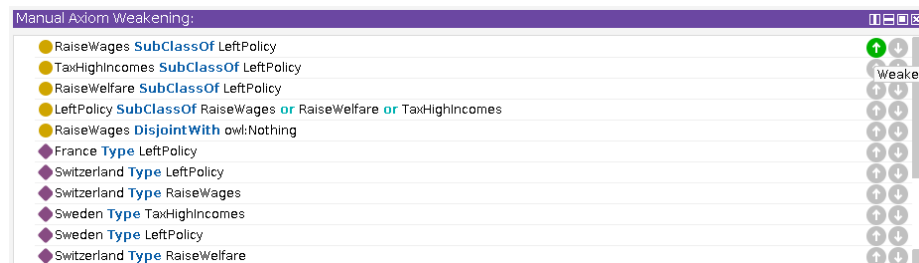 Manual Axiom Weakening:
RaiseWages SubClassOf LeftPolicy
TaxHighIncomes SubClassOf LeftPolicy
Weake
RaiseWelfare SubClassOf LeftPolicy
LeftPolicy SubClassOf RaiseWages or RaiseWelfare or TaxHighIncomes
RaiseWages DisjointWith owl:Nothing
France Type LeftPolicy
Switzerland Type LeftPolicy
Switzerland Type RaiseWages
Sweden Type TaxHighIncomes
Sweden Type LeftPolicy
Switzerland Type RaiseWelfare